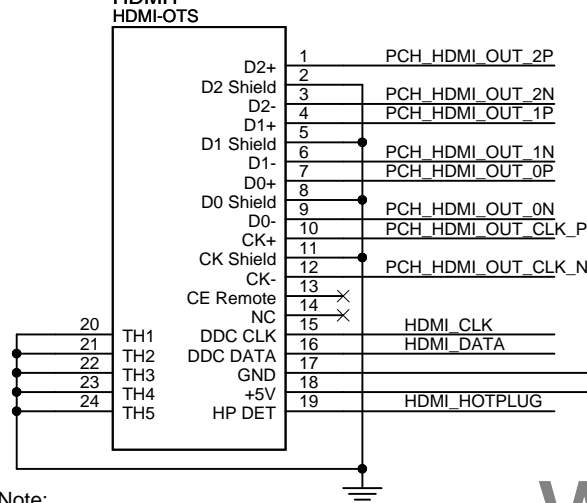 HDMI-OTS
D2+ 1 PCH_HDMI_OUT_2P
D2 Shield 2
D2- 3 PCH_HDMI_OUT_2N
D1+ 4 PCH_HDMI_OUT_1P
D1 Shield 5
D1- 6 PCH_HDMI_OUT_1N
D0+ 7 PCH_HDMI_OUT_0P
D0 Shield 8
D0- 9 PCH_HDMI_OUT_0N
CK+ 10 PCH_HDMI_OUT_CLK_P
CK Shield 11
CK- 12 PCH_HDMI_OUT_CLK_N
CE Remote 13
NC 14
20 TH1 DDC CLK 15 HDMI_CLK
21 TH2 DDC DATA 16 HDMI_DATA
22 TH3 GND 17
23 TH4 +5V 18
24 TH5 HP DET 19 HDMI_HOTPLUG
Note: